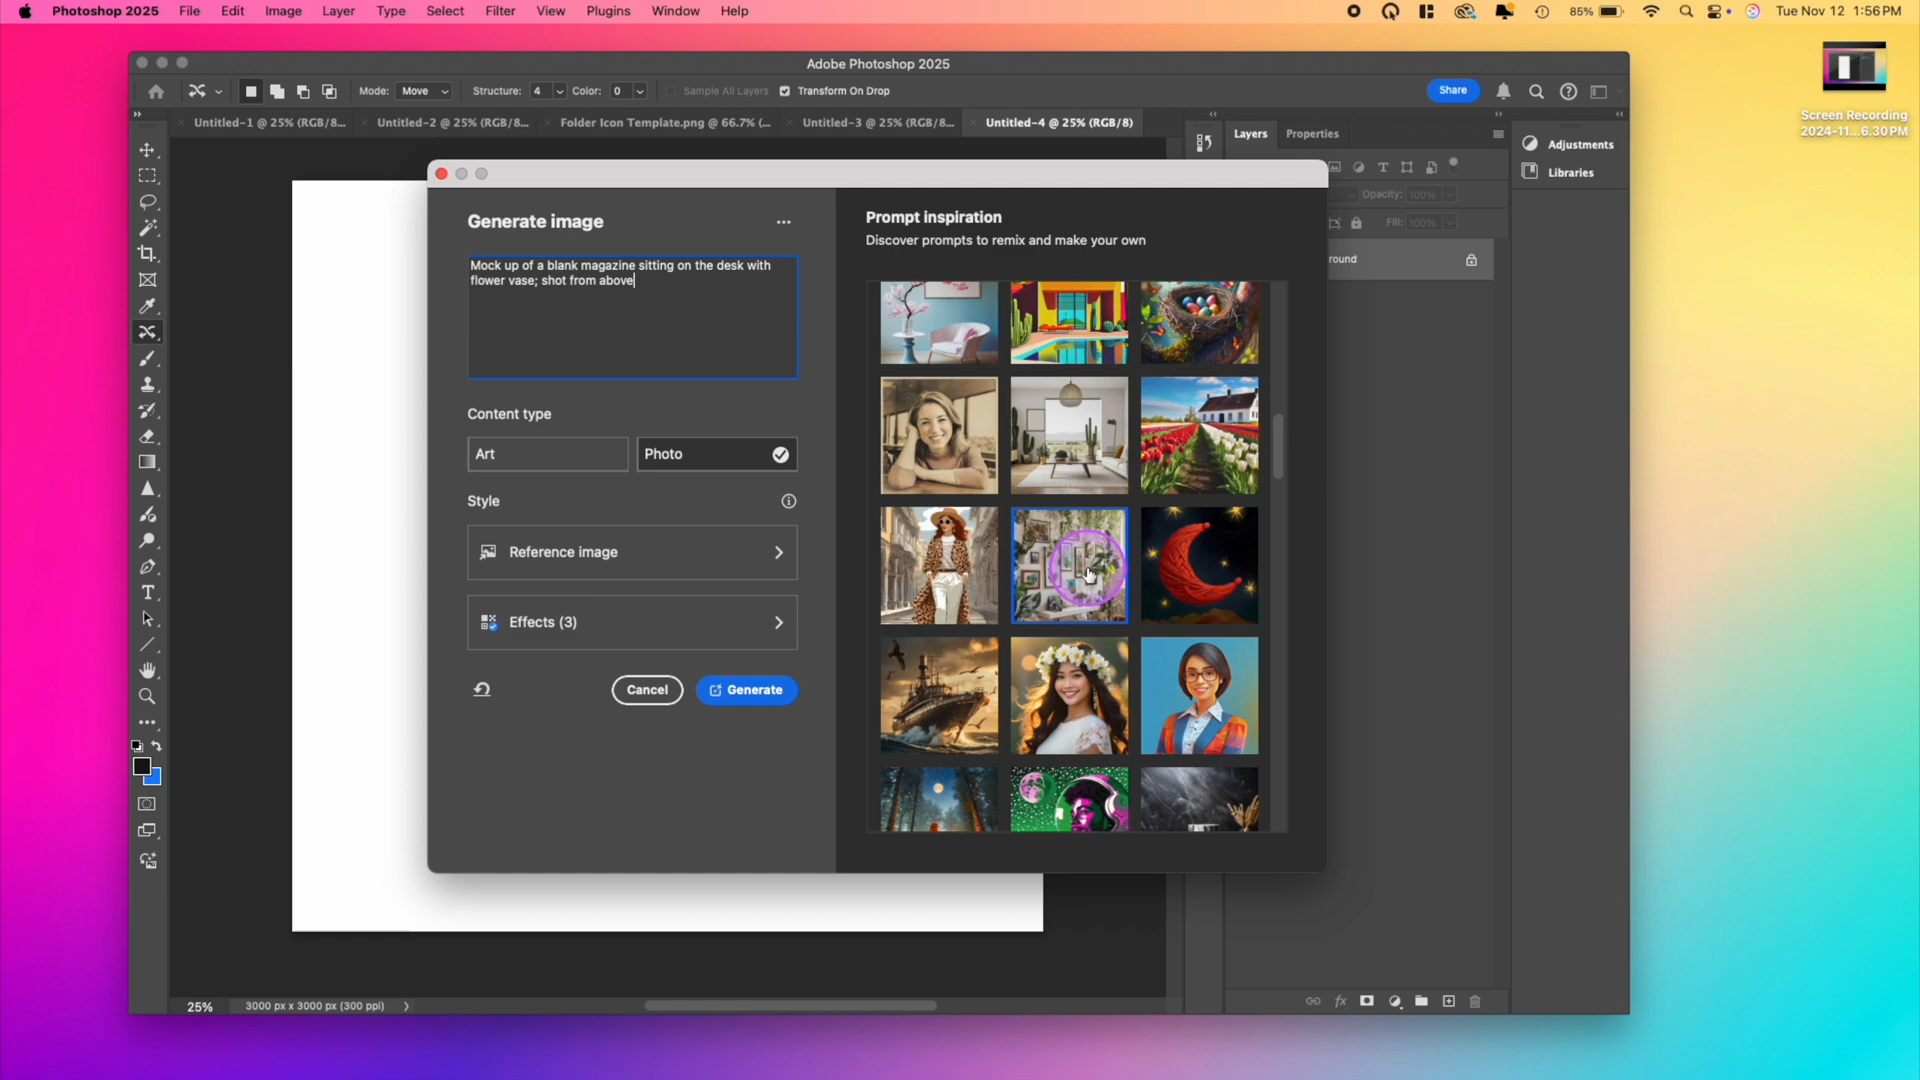 Photoshop 2025 File Edit Image Layer Type Select Filter View Plugins Window Help 85% Tue Nov 12 1:56 PM
Adobe Photoshop 2025
Mode: Move Structure: 4 Color: 0 Sample All Layers Transform On Drop Share
Untitled-1 @ 25% (RGB/8... Untitled-2 @ 25% (RGB/8... Folder Icon Template.png @ 66.7% (... Untitled-3 @ 25% (RGB/8... Untitled-4 @ 25% (RGB/8)
Screen Recording
2024-11...6.30 PM
Layers Properties
Adjustments
Libraries
Opacity: 100%
Fill: 100%
round
Generate image
Mock up of a blank magazine sitting on the desk with
flower vase; shot from above
Content type
Art Photo
Style
Reference image
Effects (3)
Cancel Generate
Prompt inspiration
Discover prompts to remix and make your own
25% 3000 px x 3000 px (300 ppi)
fx